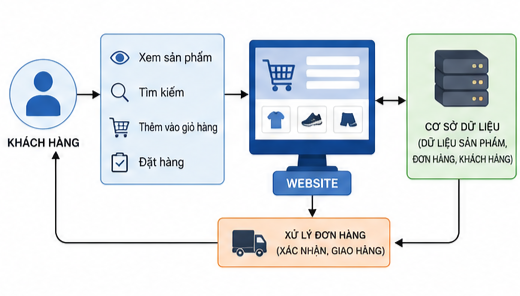 KHÁCH HÀNG
Xem sản phẩm
Tìm kiếm
Thêm vào giỏ hàng
Đặt hàng
WEBSITE
CƠ SỞ DỮ LIỆU
(DỮ LIỆU SẢN PHẨM,
ĐƠN HÀNG, KHÁCH HÀNG)
XỬ LÝ ĐƠN HÀNG
(XÁC NHẬN, GIAO HÀNG)